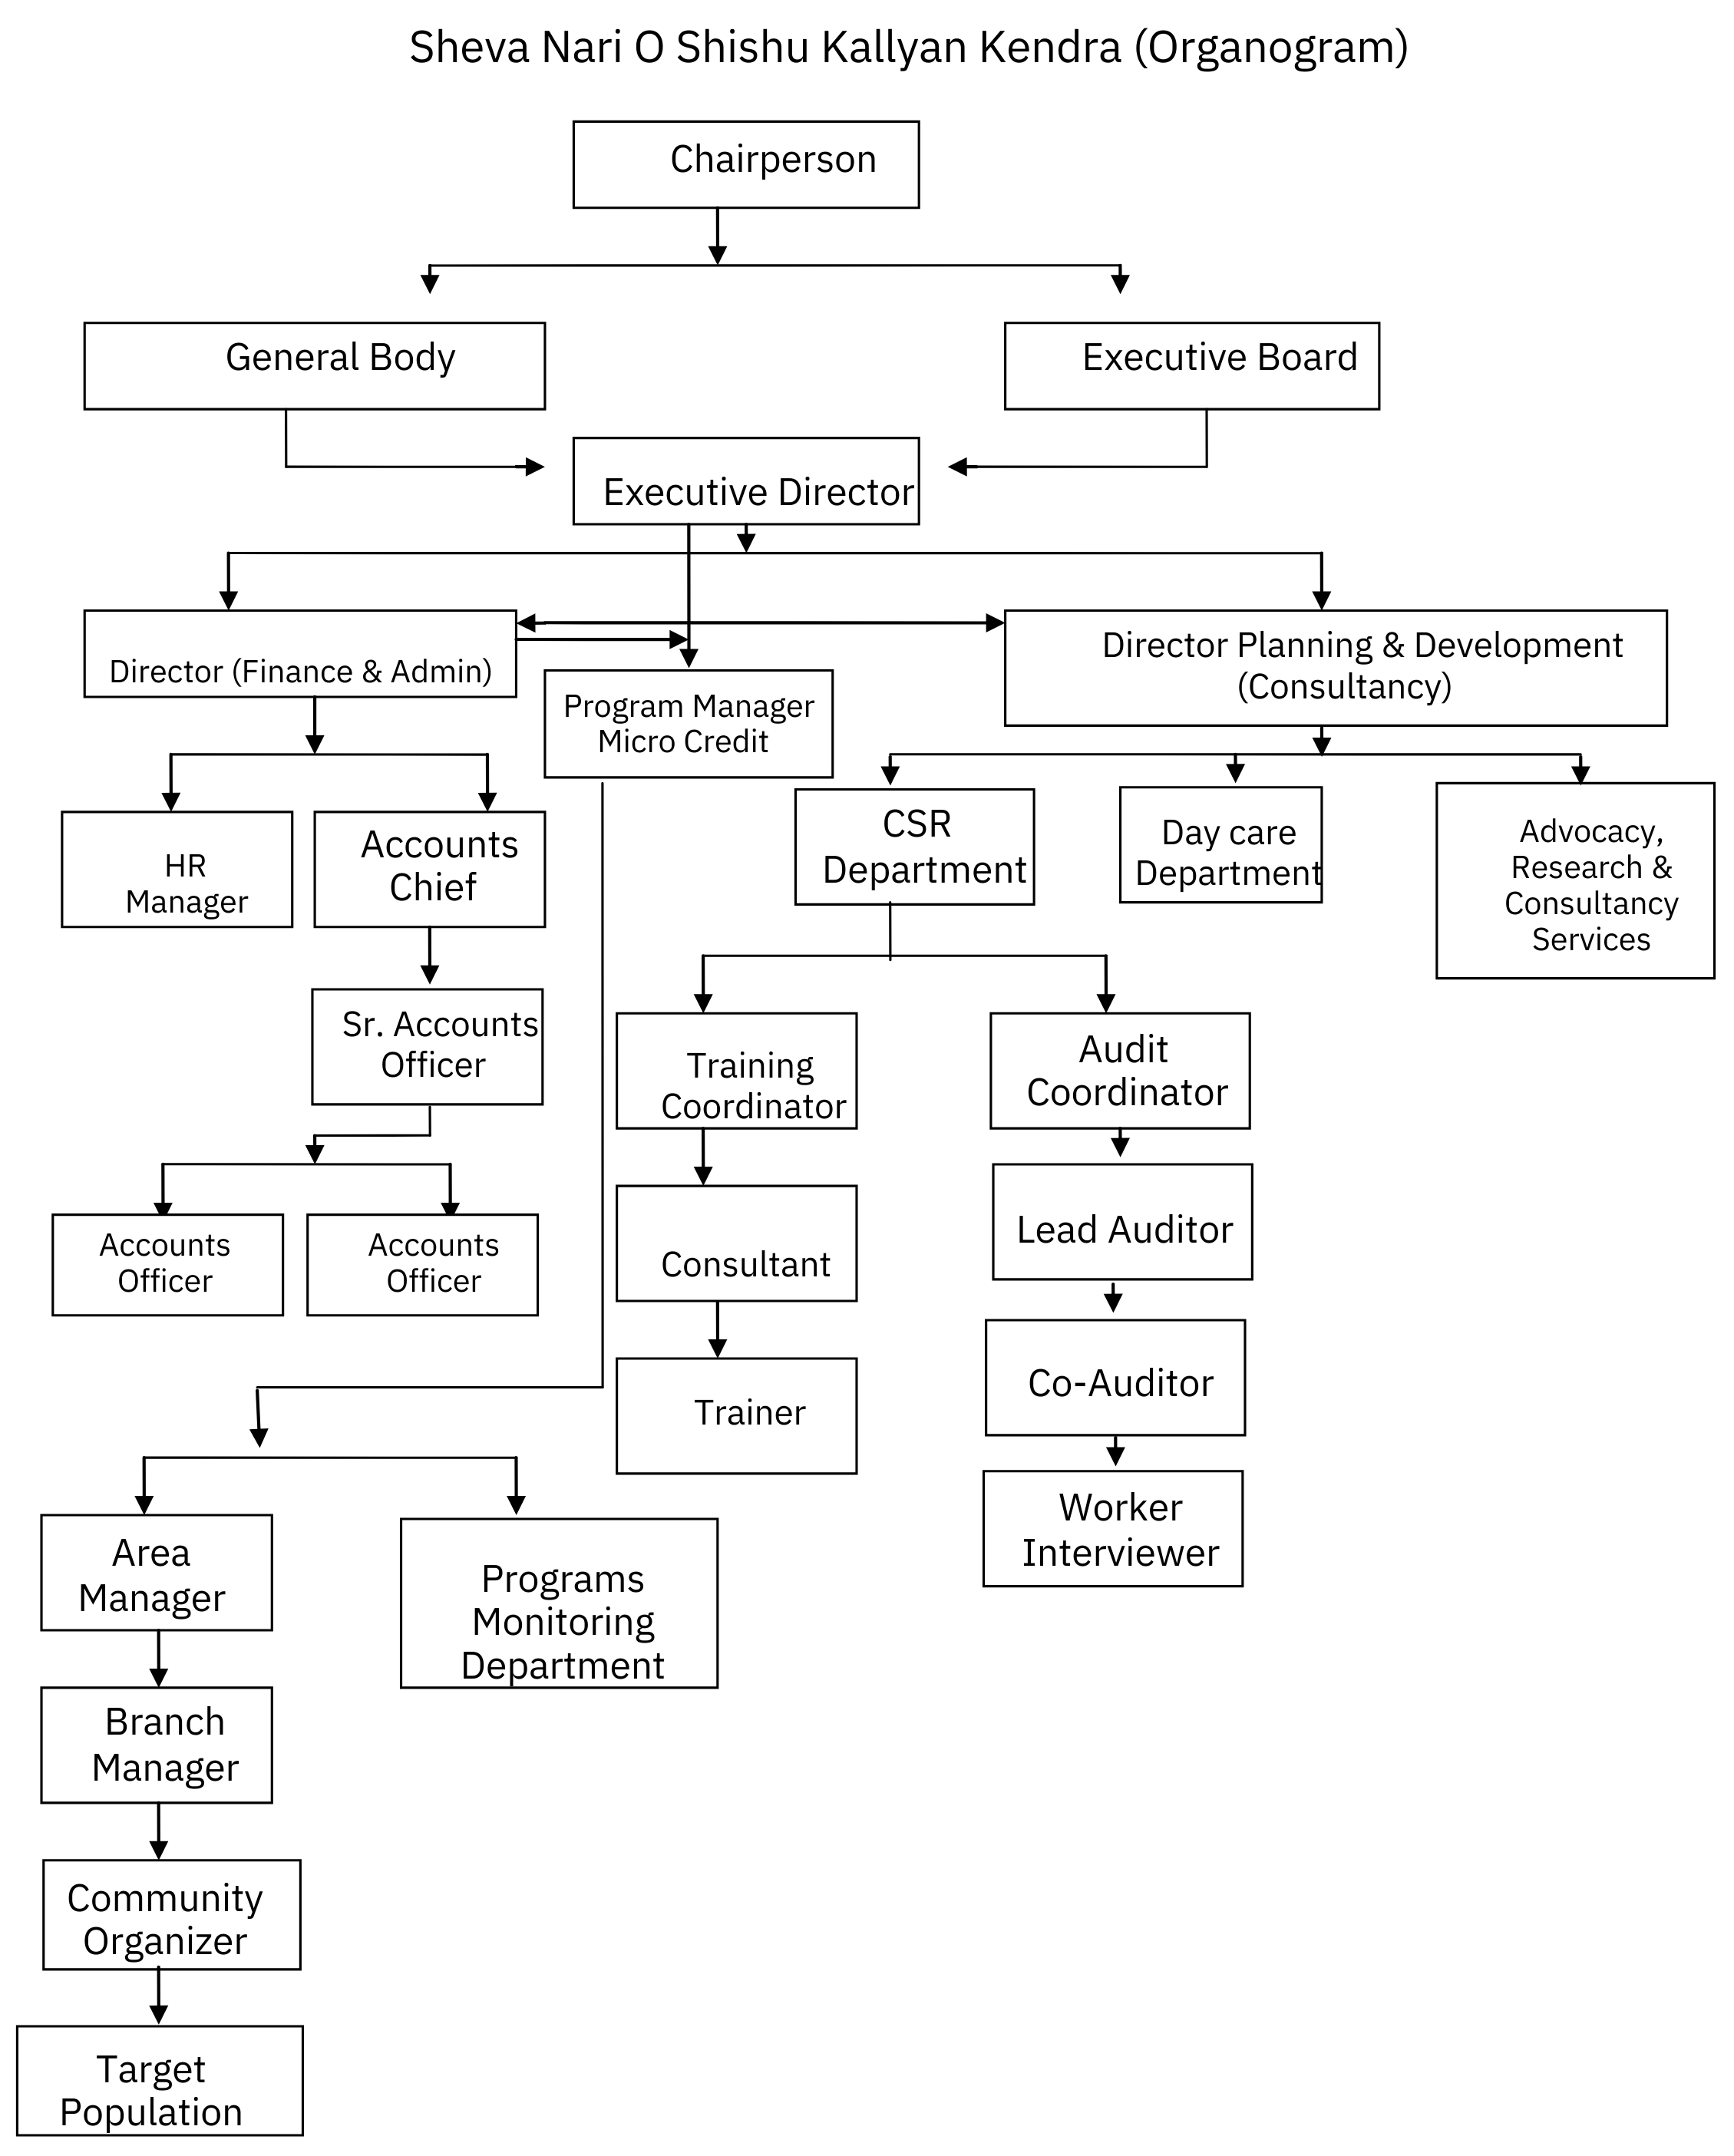 Sheva Nari O Shishu Kallyan Kendra (Organogram)
Chairperson
General Body
Executive Board
Executive Director
Director (Finance & Admin)
Program Manager
Micro Credit
Director Planning & Development
(Consultancy)
HR
Manager
Accounts
Chief
CSR
Department
Day care
Department
Advocacy,
Research &
Consultancy
Services
Sr. Accounts
Officer
Training
Coordinator
Audit
Coordinator
Accounts
Officer
Accounts
Officer
Consultant
Lead Auditor
Trainer
Co-Auditor
Worker
Interviewer
Area
Manager
Programs
Monitoring
Department
Branch
Manager
Community
Organizer
Target
Population